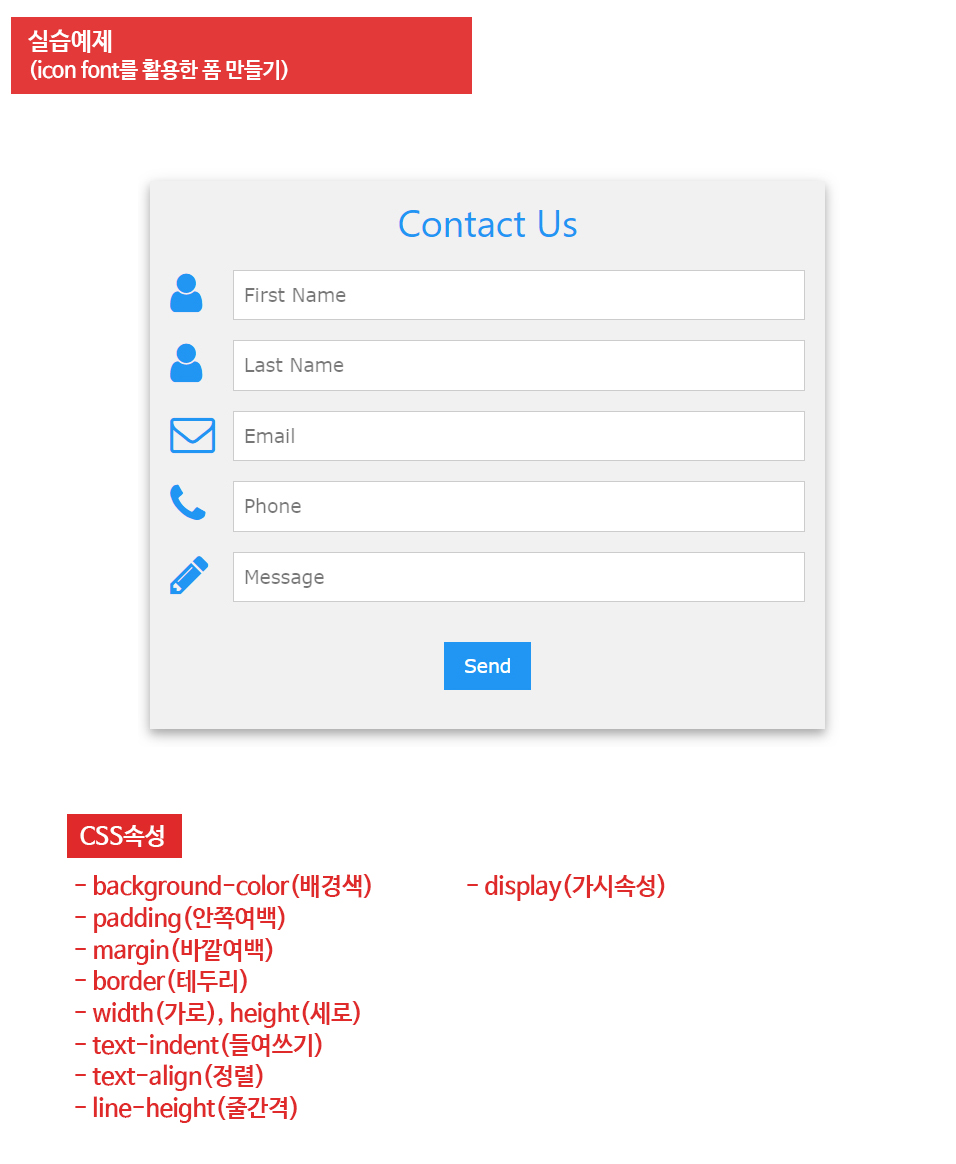 실습예제
(icon font를 활용한 폼 만들기)
Contact Us
First Name
Last Name
Email
Phone
Message
Send
CSS속성
- background-color(배경색)
- padding(안쪽여백)
- margin(바깥여백)
- border(테두리)
- width(가로), height(세로)
- text-indent(들여쓰기)
- text-align(정렬)
- line-height(줄간격)
- display(가시속성)